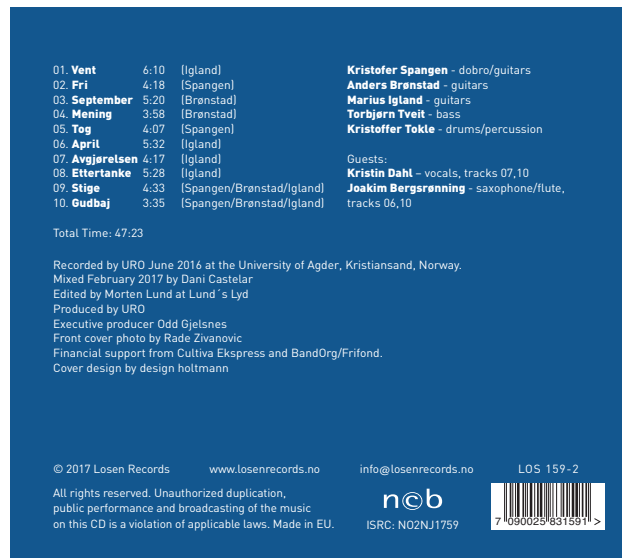 01. Vent 6:10 (Igland)
02. Fri 4:18 (Spangen)
03. September 5:20 (Brønstad)
04. Mening 3:58 (Brønstad)
05. Tog 4:07 (Spangen)
06. April 5:32 (Igland)
07. Avgjørelsen 4:17 (Igland)
08. Ettertanke 5:28 (Igland)
09. Stige 4:33 (Spangen/Brønstad/Igland)
10. Gudbaj 3:35 (Spangen/Brønstad/Igland)
Total Time: 47:23
Kristofer Spangen - dobro/guitars
Anders Brønstad - guitars
Marius Igland - guitars
Torbjørn Tveit - bass
Kristoffer Tokle - drums/percussion
Guests:
Kristin Dahl – vocals, tracks 07,10
Joakim Bergsrønning - saxophone/flute,
tracks 06,10
Recorded by URO June 2016 at the University of Agder, Kristiansand, Norway.
Mixed February 2017 by Dani Castelar
Edited by Morten Lund at Lund´s Lyd
Produced by URO
Executive producer Odd Gjelsnes
Front cover photo by Rade Zivanovic
Financial support from Cultiva Ekspress and BandOrg/Frifond.
Cover design by design holtmann
© 2017 Losen Records www.losenrecords.no info@losenrecords.no LOS 159-2
All rights reserved. Unauthorized duplication,
public performance and broadcasting of the music
on this CD is a violation of applicable laws. Made in EU.
n©b
ISRC: NO2NJ1759
7 090025 831591 >